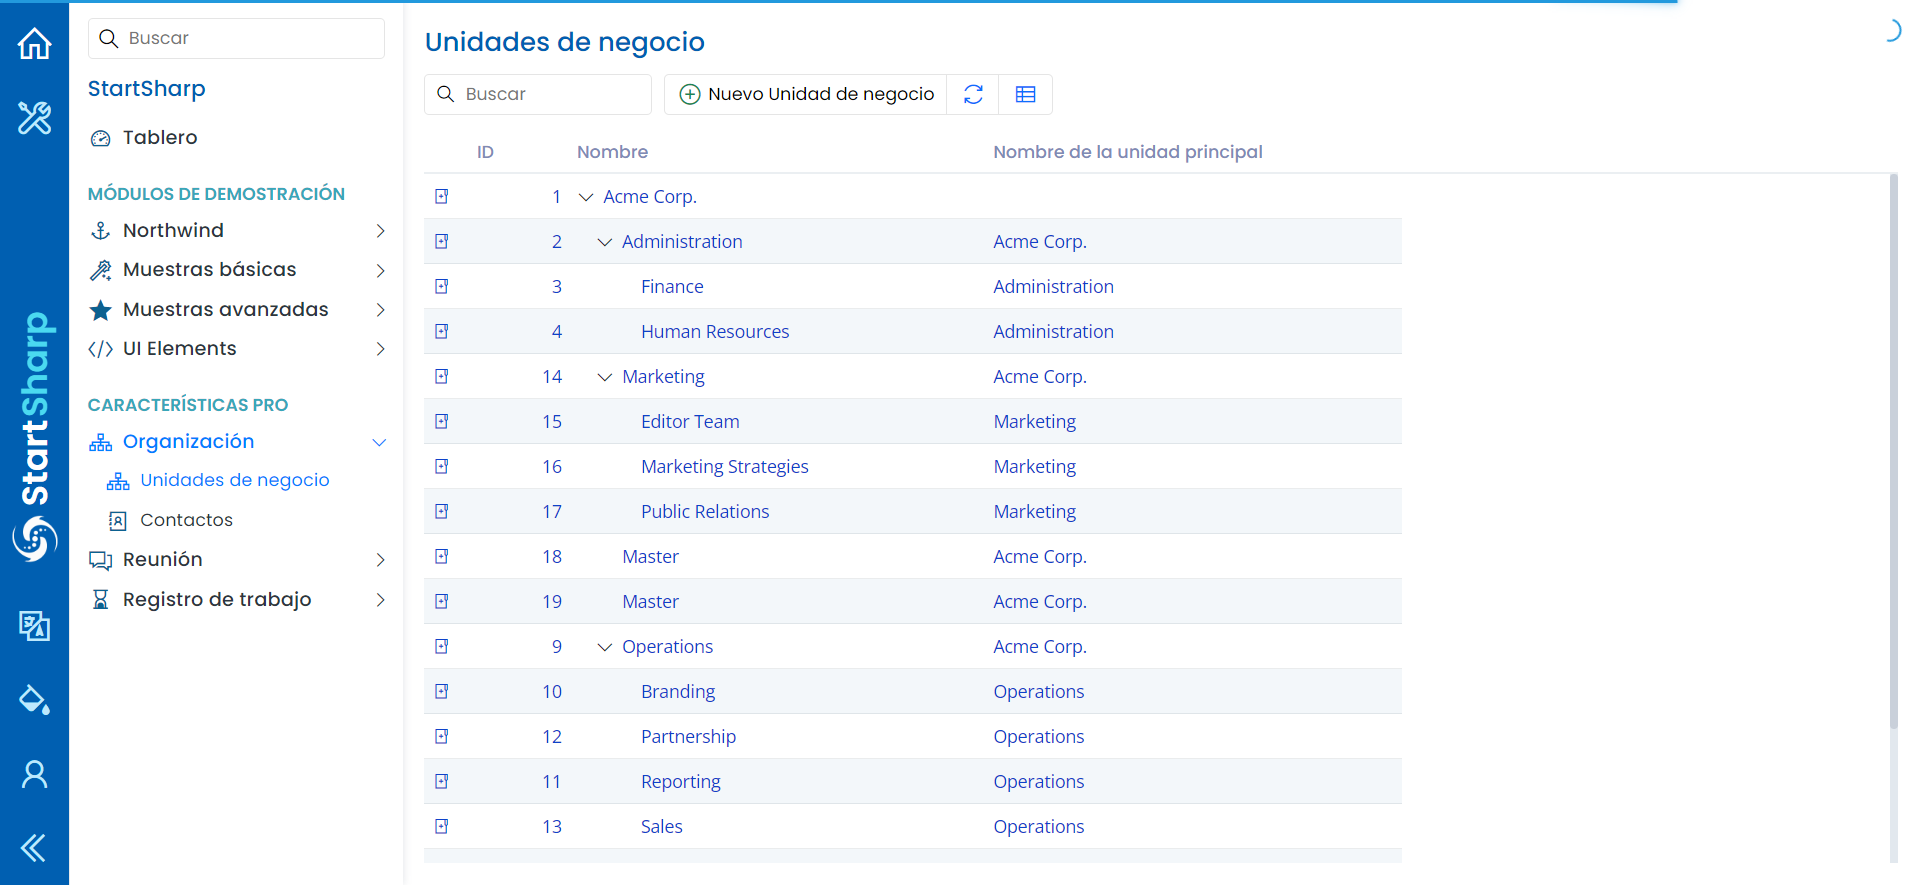 StartSharp
Buscar
StartSharp
Tablero
MÓDULOS DE DEMOSTRACIÓN
Northwind
Muestras básicas
Muestras avanzadas
UI Elements
CARACTERÍSTICAS PRO
Organización
Unidades de negocio
Contactos
Reunión
Registro de trabajo
Unidades de negocio
Buscar
Nuevo Unidad de negocio
ID Nombre Nombre de la unidad principal
1 Acme Corp.
2 Administration Acme Corp.
3 Finance Administration
4 Human Resources Administration
14 Marketing Acme Corp.
15 Editor Team Marketing
16 Marketing Strategies Marketing
17 Public Relations Marketing
18 Master Acme Corp.
19 Master Acme Corp.
9 Operations Acme Corp.
10 Branding Operations
12 Partnership Operations
11 Reporting Operations
13 Sales Operations